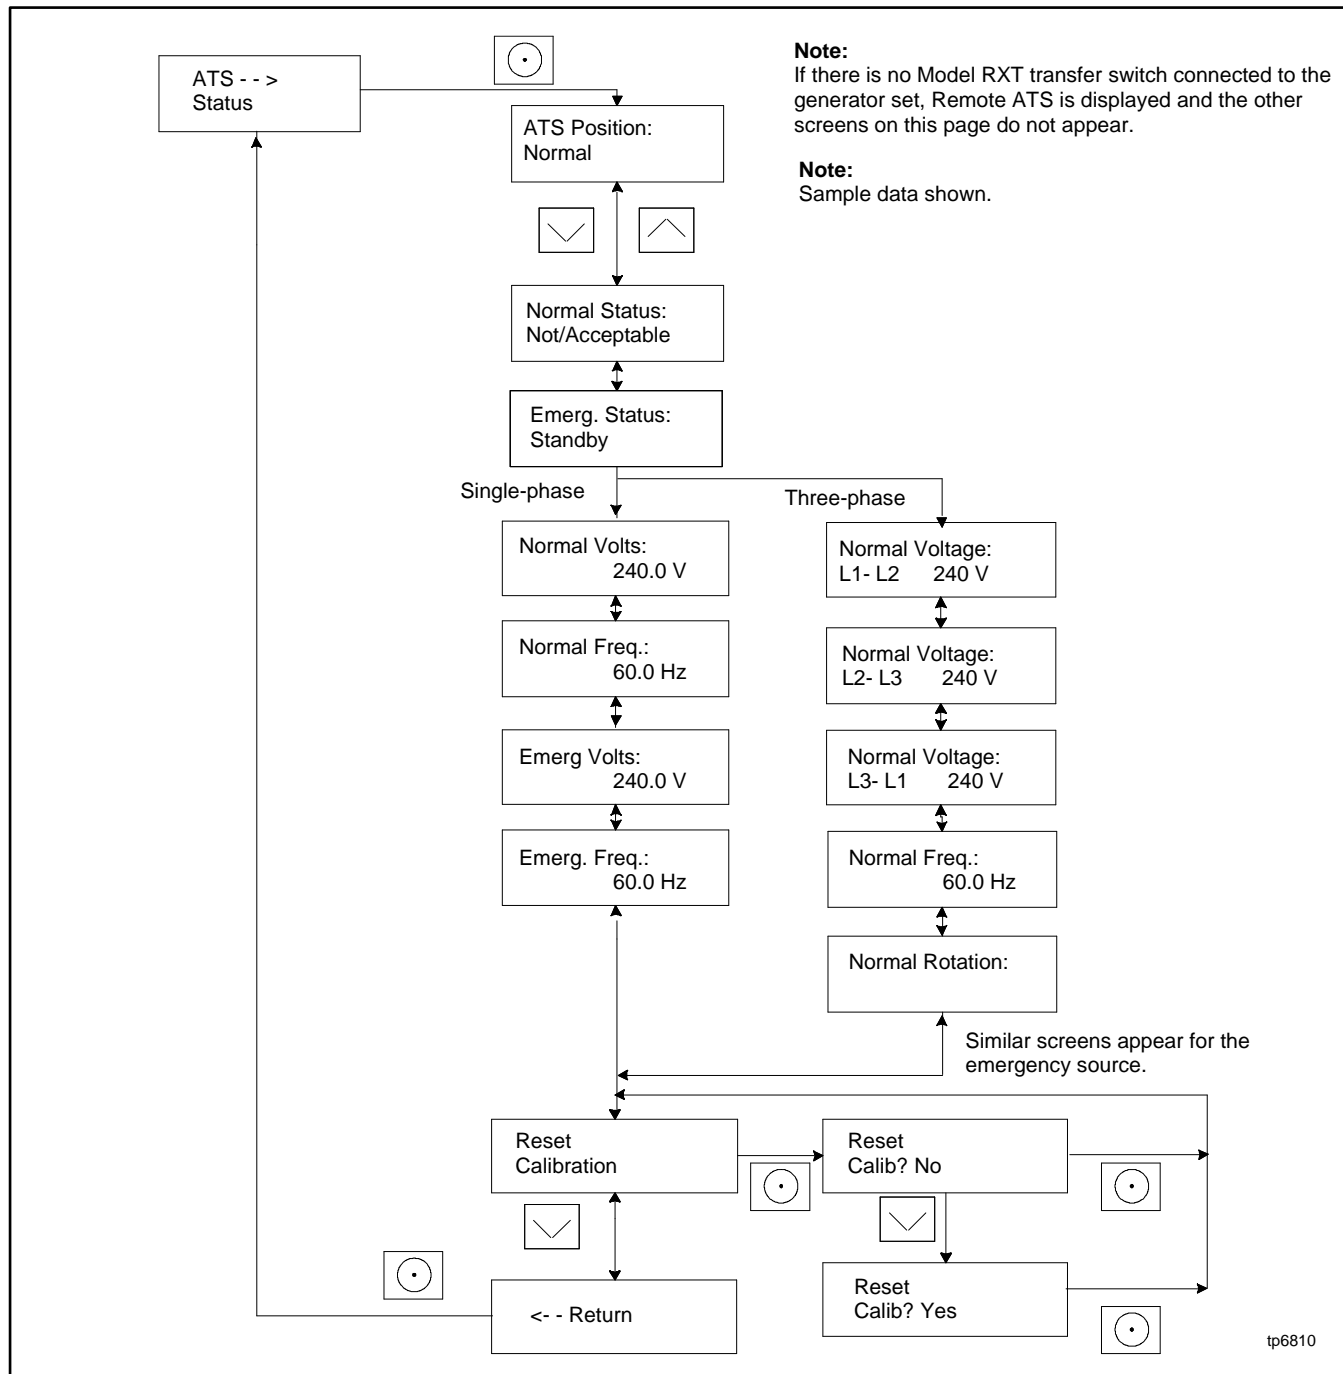 ATS - - >
Status
Note:
If there is no Model RXT transfer switch connected to the
generator set, Remote ATS is displayed and the other
screens on this page do not appear.
Note:
Sample data shown.
ATS Position:
Normal
Normal Status:
Not/Acceptable
Emerg. Status:
Standby
Single-phase
Three-phase
Normal Volts:
240.0 V
Normal Freq.:
60.0 Hz
Emerg Volts:
240.0 V
Emerg. Freq.:
60.0 Hz
Normal Voltage:
L1- L2 240 V
Normal Voltage:
L2- L3 240 V
Normal Voltage:
L3- L1 240 V
Normal Freq.:
60.0 Hz
Normal Rotation:
Similar screens appear for the
emergency source.
Reset
Calibration
Reset
Calib? No
Reset
Calib? Yes
<- - Return
tp6810